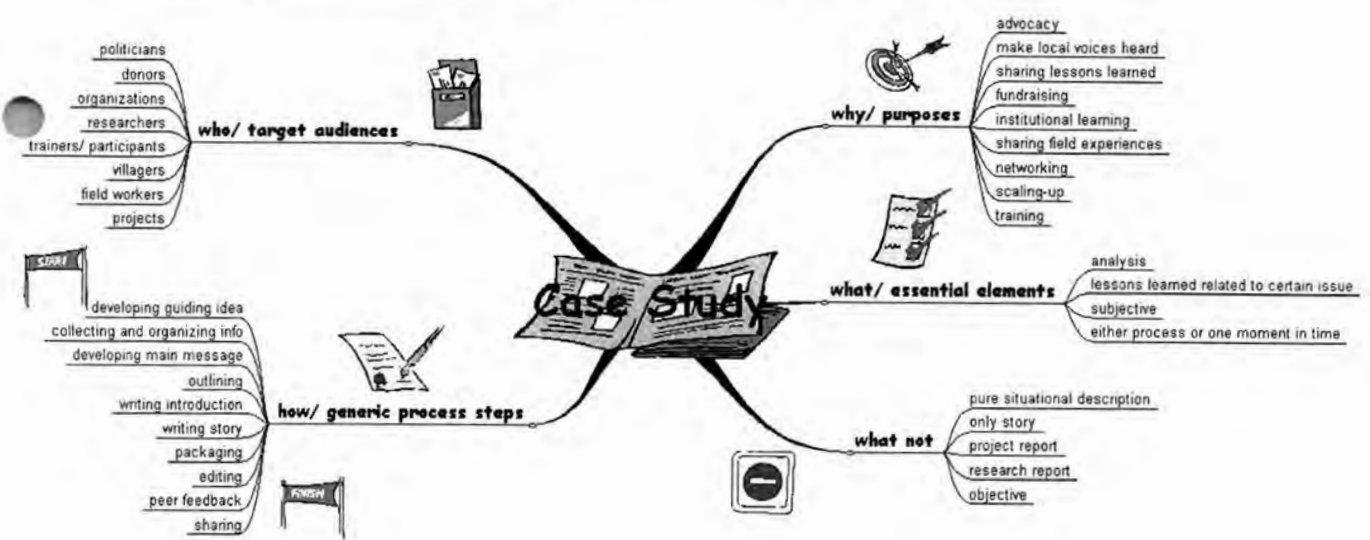 Case Study
who/ target audiences
politicians
donors
organizations
researchers
trainers/ participants
villagers
field workers
projects
why/ purposes
advocacy
make local voices heard
sharing lessons learned
fundraising
institutional learning
sharing field experiences
networking
scaling-up
training
what/ essential elements
analysis
lessons learned related to certain issue
subjective
either process or one moment in time
what not
pure situational description
only story
project report
research report
objective
how/ generic process steps
START
developing guiding idea
collecting and organizing info
developing main message
outlining
writing introduction
writing story
packaging
editing
peer feedback
sharing
FINISH